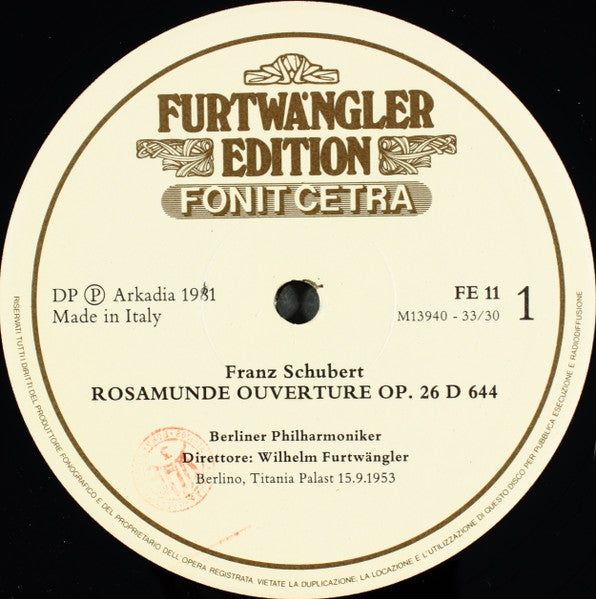 FURTWÄNGLER
EDITION
FONIT CETRA
DP Ⓟ Arkadia 1981
Made in Italy
FE 11
M13940 - 33/30
1
Franz Schubert
ROSAMUNDE OUVERTURE OP. 26 D 644
Berliner Philharmoniker
Direttore: Wilhelm Furtwängler
Berlino, Titania Palast 15.9.1953
RISERVATI TUTTI I DIRITTI DEL PRODUTTORE FONOGRAFICO E DEL PROPRIETARIO DELL'OPERA REGISTRATA. VIETATE LA DUPLICAZIONE, LA LOCAZIONE E L'UTILIZZAZIONE DI QUESTO DISCO PER PUBBLICA ESECUZIONE E RADIODIFFUSIONE